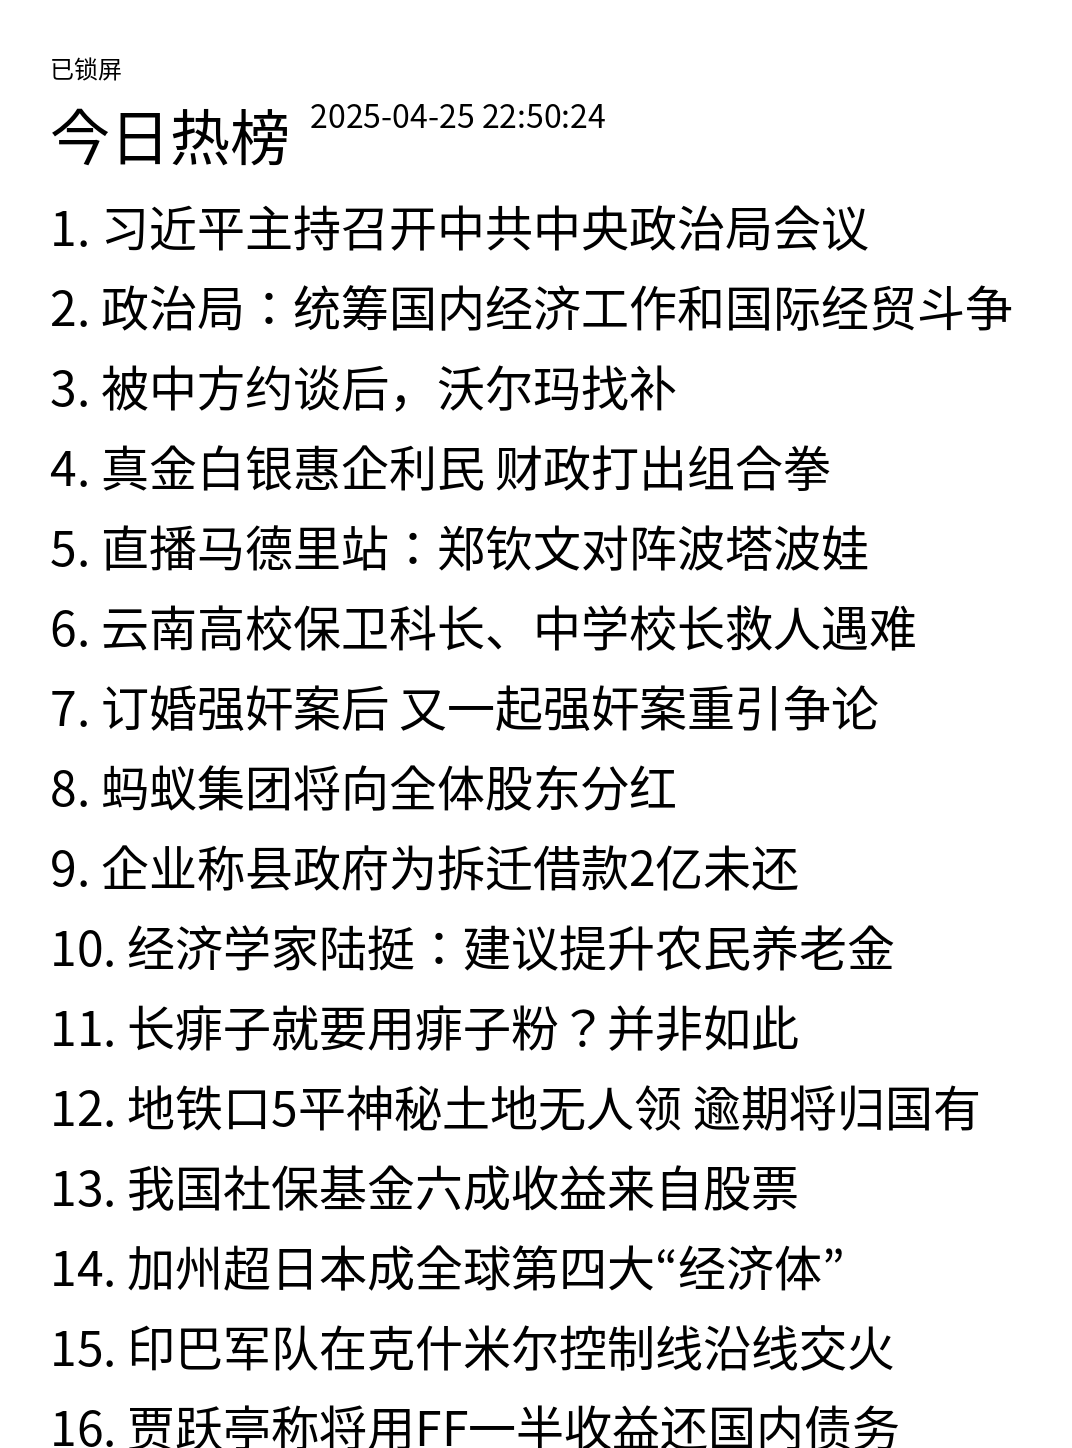 已锁屏
今日热榜 2025-04-25 22:50:24
1. 习近平主持召开中共中央政治局会议
2. 政治局：统筹国内经济工作和国际经贸斗争
3. 被中方约谈后，沃尔玛找补
4. 真金白银惠企利民 财政打出组合拳
5. 直播马德里站：郑钦文对阵波塔波娃
6. 云南高校保卫科长、中学校长救人遇难
7. 订婚强奸案后 又一起强奸案重引争论
8. 蚂蚁集团将向全体股东分红
9. 企业称县政府为拆迁借款2亿未还
10. 经济学家陆挺：建议提升农民养老金
11. 长痱子就要用痱子粉？并非如此
12. 地铁口5平神秘土地无人领 逾期将归国有
13. 我国社保基金六成收益来自股票
14. 加州超日本成全球第四大“经济体”
15. 印巴军队在克什米尔控制线沿线交火
16. 贾跃亭称将用FF一半收益还国内债务